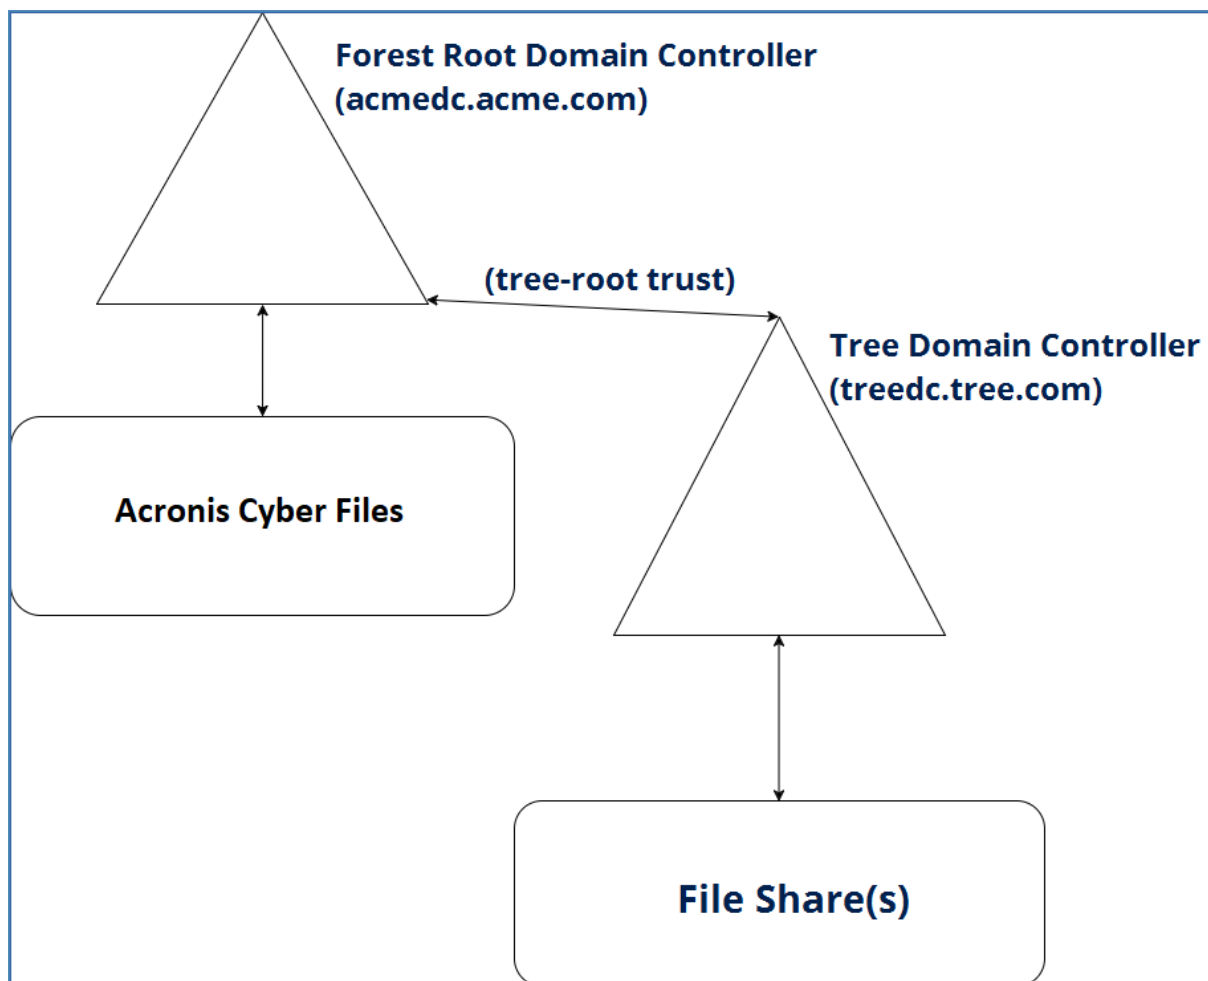 Forest Root Domain Controller
(acmedc.acme.com)
(tree-root trust)
Tree Domain Controller
(treedc.tree.com)
Acronis Cyber Files
File Share(s)